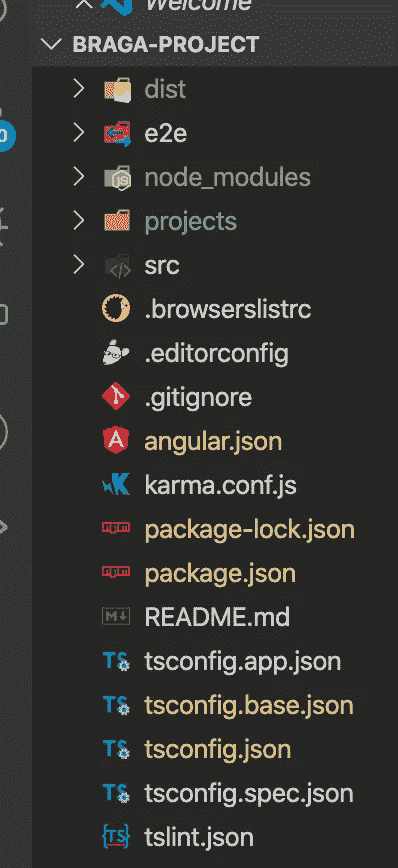 Welcome
BRAGA-PROJECT
dist
e2e
node_modules
projects
src
.browserslistrc
.editorconfig
.gitignore
angular.json
karma.conf.js
package-lock.json
package.json
README.md
tsconfig.app.json
tsconfig.base.json
tsconfig.json
tsconfig.spec.json
tslint.json